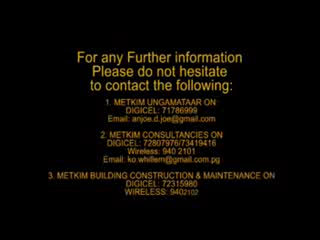 For any Further information
Please do not hesitate
to contact the following:
1. METKIM UNGAMATAAR ON
DIGICEL: 71786999
Email: anjoe.d.joe@gmail.com
2. METKIM CONSULTANCIES ON
DIGICEL: 72807976/73419416
Wireless: 940 2101
Email: ko whillem@gmail.com.pg
3. METKIM BUILDING CONSTRUCTION & MAINTENANCE ON
DIGICEL: 72315980
WIRELESS: 9402102